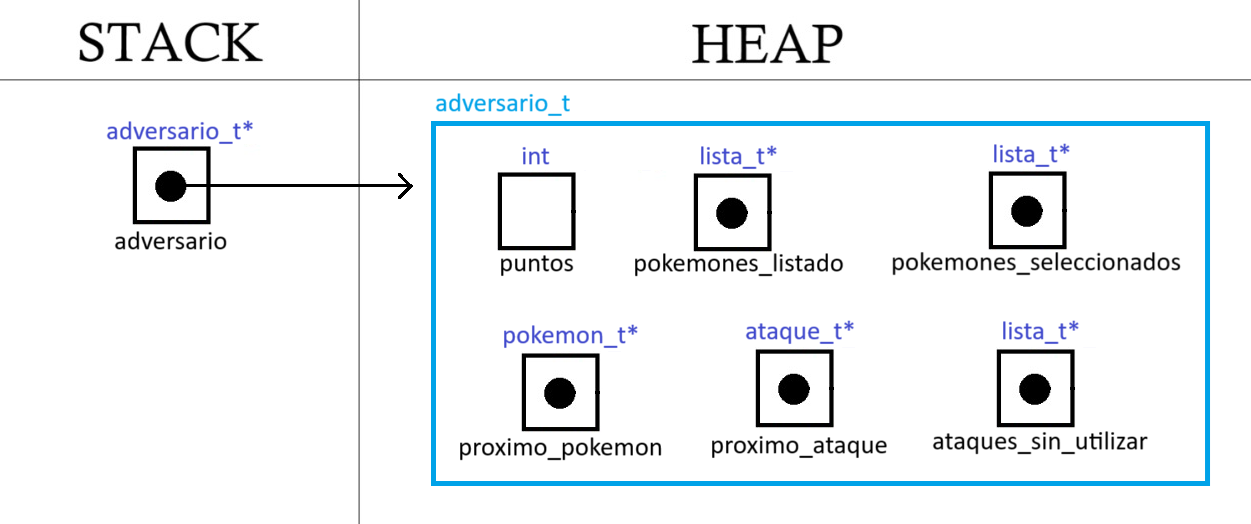 STACK
HEAP
adversario_t*
adversario
adversario_t
int
puntos
lista_t*
pokemones_listado
lista_t*
pokemones_seleccionados
pokemon_t*
proximo_pokemon
ataque_t*
proximo_ataque
lista_t*
ataques_sin_utilizar